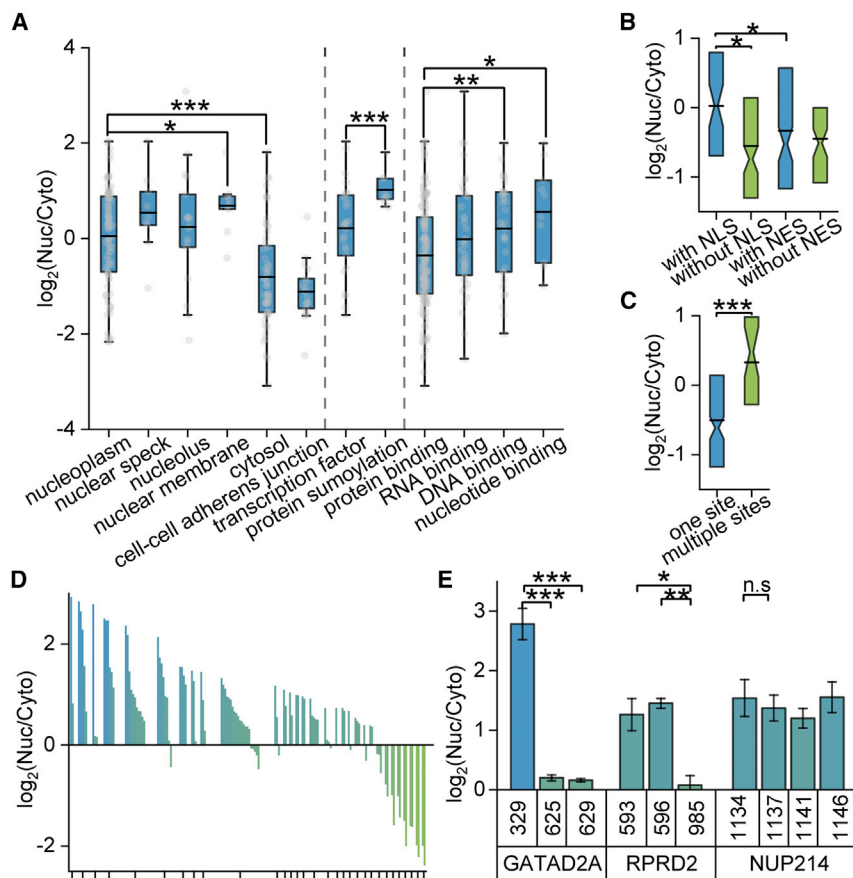 A
log2(Nuc/Cyto)
4
2
0
-2
-4
***
*
***
*
**
nucleoplasm
nuclear speck
nucleolus
nuclear membrane
cytosol
cell-cell adherens junction
transcription factor
protein sumoylation
protein binding
RNA binding
DNA binding
nucleotide binding
B
log2(Nuc/Cyto)
1
0
-1
*
*
with NLS
without NLS
with NES
without NES
C
log2(Nuc/Cyto)
1
0
-1
***
one site
multiple sites
D
log2(Nuc/Cyto)
2
0
-2
E
log2(Nuc/Cyto)
3
2
1
0
***
***
*
**
n.s
329 625 629 593 596 985 1134 1137 1141 1146
GATAD2A RPRD2 NUP214